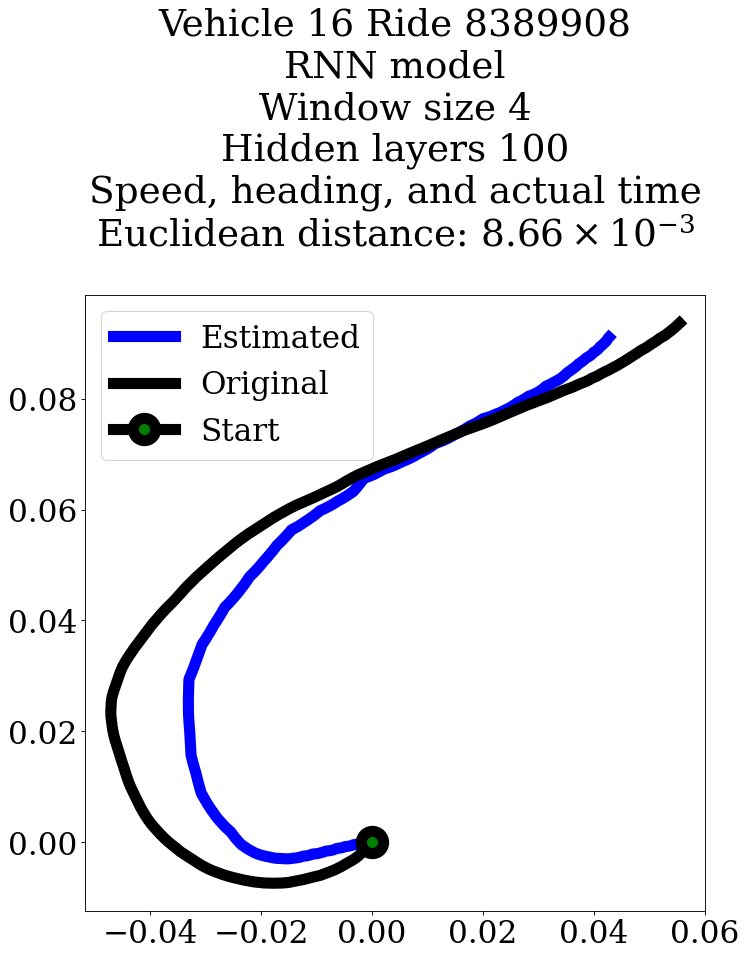 Vehicle 16 Ride 8389908
RNN model
Window size 4
Hidden layers 100
Speed, heading, and actual time
Euclidean distance: 8.66 × 10⁻³
Estimated
Original
Start
0.08
0.06
0.04
0.02
0.00
−0.04 −0.02 0.00 0.02 0.04 0.06